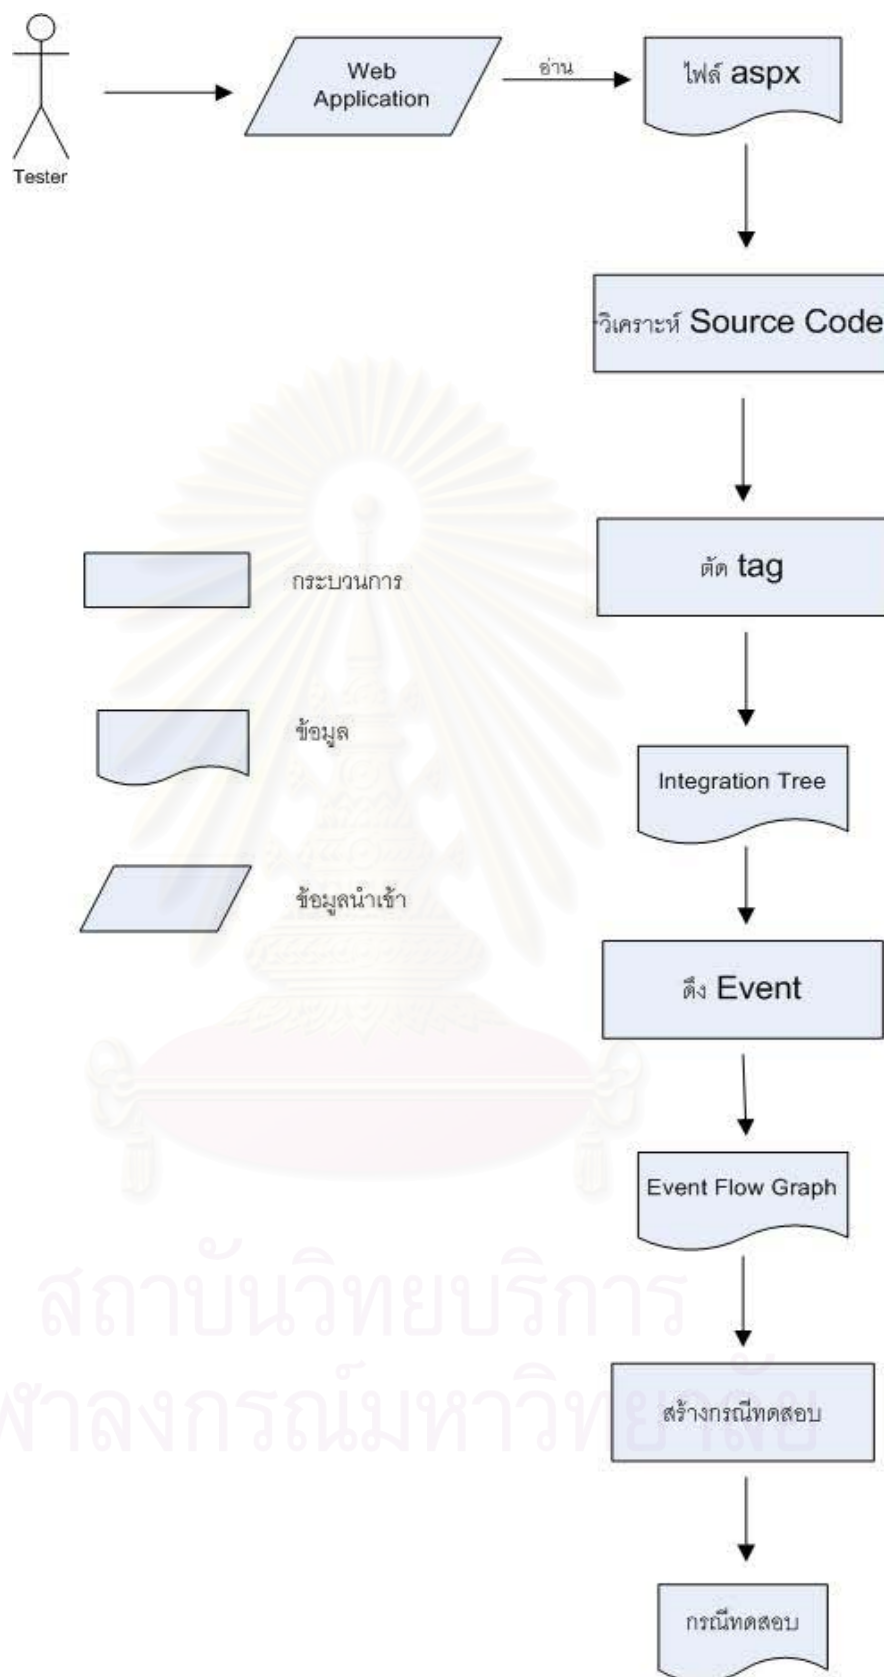 Tester
Web
Application
อ่าน
ไฟล์ aspx
วิเคราะห์ Source Code
ตัด tag
กระบวนการ
ข้อมูล
Integration Tree
ข้อมูลนำเข้า
ดึง Event
Event Flow Graph
สถาบันวิทยบริการ
ฬาลงกรณ์มหาวิทยาลัย
สร้างกรณีทดสอบ
กรณีทดสอบ